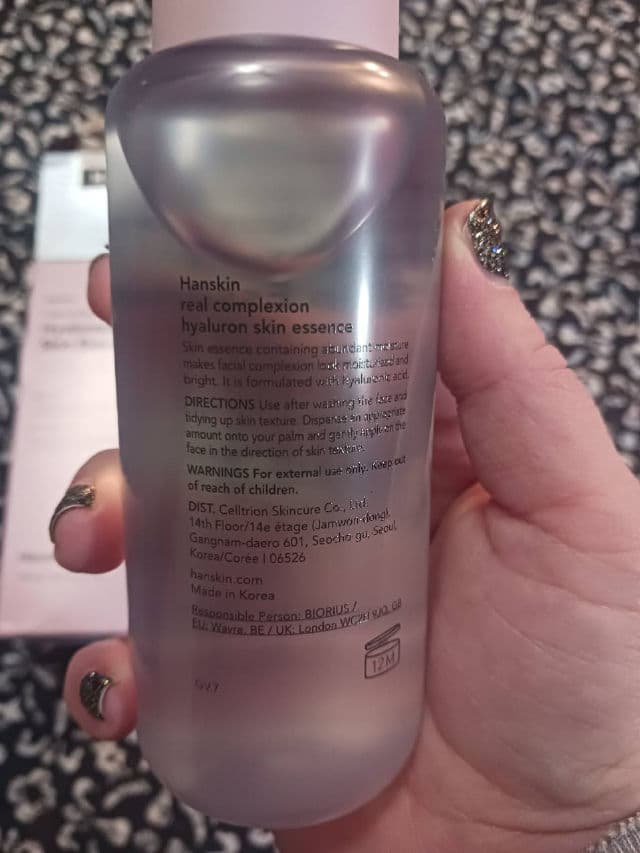 Hanskin
real complexion
hyaluron skin essence
Skin essence containing abundant moisture
makes facial complexion look moisturized and
bright. It is formulated with hyaluronic acid.
DIRECTIONS Use after washing the face and
tidying up skin texture. Dispense an appropriate
amount onto your palm and gently apply on the
face in the direction of skin texture.
WARNINGS For external use only. Keep out
of reach of children.
DIST. Celltrion Skincure Co., Ltd.
14th Floor/14e étage (Jamwon-dong),
Gangnam-daero 601, Seocho-gu, Seoul,
Korea/Corée I 06526
hanskin.com
Made in Korea
Responsible Person: BIORIUS /
EU: Wavre, BE / UK: London WC2H 9JQ, GB
12M